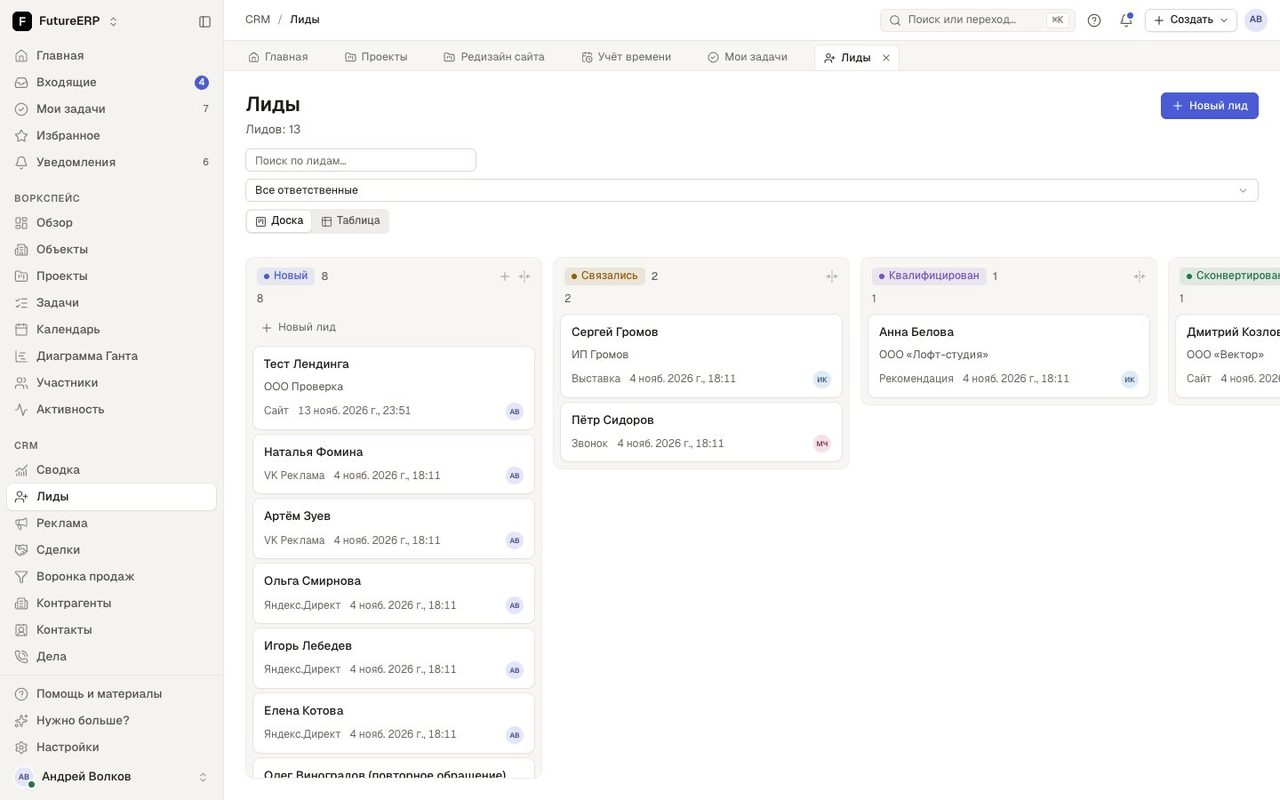 F FutureERP
Главная
Входящие 4
Мои задачи 7
Избранное
Уведомления 6
ВОРКСПЕЙС
Обзор
Объекты
Проекты
Задачи
Календарь
Диаграмма Ганта
Участники
Активность
CRM
Сводка
Лиды
Реклама
Сделки
Воронка продаж
Контрагенты
Контакты
Дела
Помощь и материалы
Нужно больше?
Настройки
АВ Андрей Волков
CRM / Лиды
Поиск или переход... ⌘K
Создать
АВ
Главная
Проекты
Редизайн сайта
Учёт времени
Мои задачи
Лиды
Лиды
Лидов: 13
Новый лид
Поиск по лидам...
Все ответственные
Доска
Таблица
Новый 8
8
Новый лид
Тест Лендинга
ООО Проверка
Сайт 13 нояб. 2026 г., 23:51 АВ
Наталья Фомина
VK Реклама 4 нояб. 2026 г., 18:11 АВ
Артём Зуев
VK Реклама 4 нояб. 2026 г., 18:11 АВ
Ольга Смирнова
Яндекс.Директ 4 нояб. 2026 г., 18:11 АВ
Игорь Лебедев
Яндекс.Директ 4 нояб. 2026 г., 18:11 АВ
Елена Котова
Яндекс.Директ 4 нояб. 2026 г., 18:11 АВ
Олег Виноградов (повторное обращение)
Связались 2
2
Сергей Громов
ИП Громов
Выставка 4 нояб. 2026 г., 18:11 ИК
Пётр Сидоров
Звонок 4 нояб. 2026 г., 18:11 МЧ
Квалифицирован 1
1
Анна Белова
ООО «Лофт-студия»
Рекомендация 4 нояб. 2026 г., 18:11 ИК
Сконвертирован
1
Дмитрий Козлов
ООО «Вектор»
Сайт 4 нояб. 2026